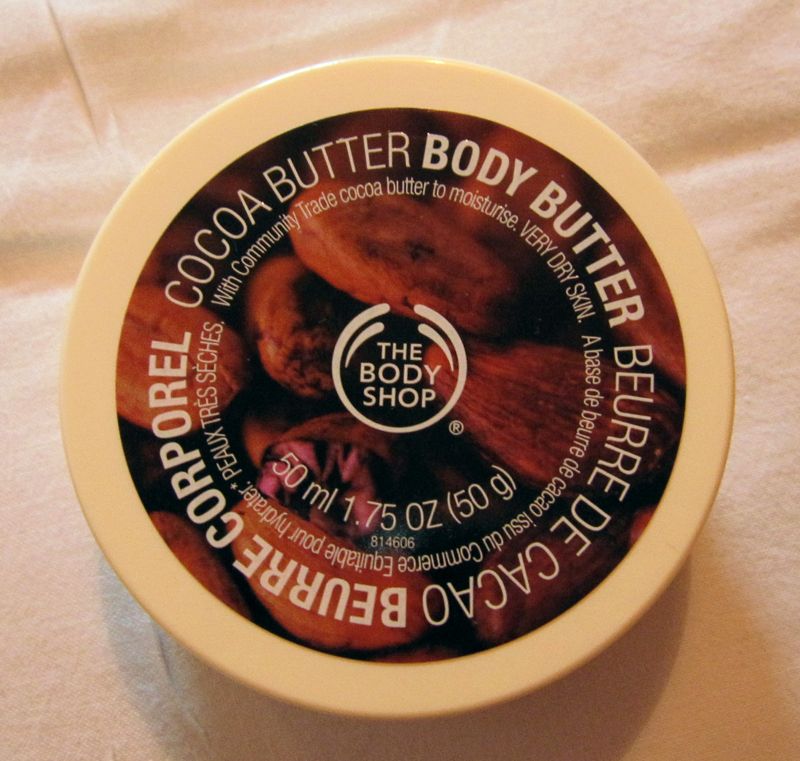 COCOA BUTTER BODY BUTTER
With Community Trade cocoa butter to moisturise. VERY DRY SKIN.
BEURRE DE CACAO BEURRE CORPOREL
A base de beurre de cacao issu du Commerce Equitable pour hydrater.* PEAUX TRÈS SÈCHES.
THE
BODY
SHOP
®
50 ml 1.75 OZ (50 g)
814606